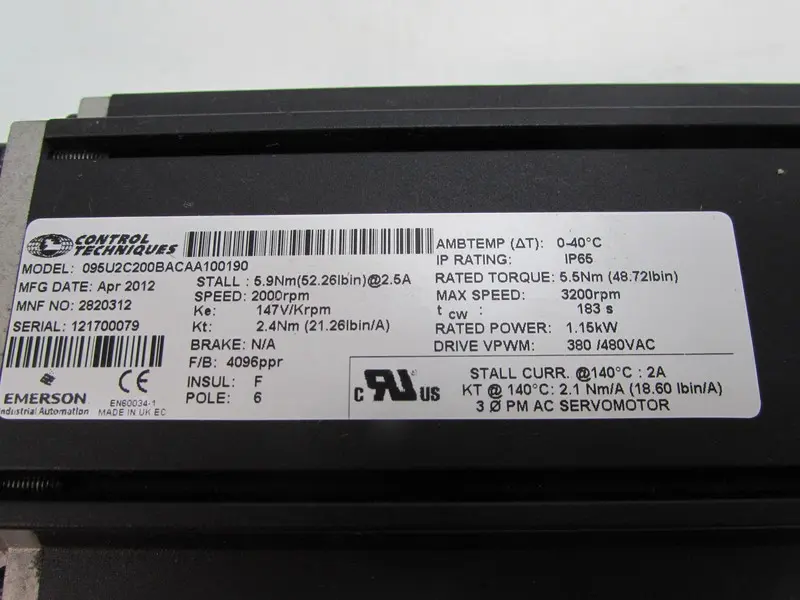 CONTROL
TECHNIQUES
MODEL: 095U2C200BACAA100190
MFG DATE: Apr 2012
MNF NO: 2820312
SERIAL: 121700079
EMERSON
Industrial Automation
CE
EN60034-1
MADE IN UK EC
STALL : 5.9Nm(52.26lbin)@2.5A
SPEED: 2000rpm
Ke: 147V/Krpm
Kt: 2.4Nm (21.26lbin/A)
BRAKE: N/A
F/B: 4096ppr
INSUL: F
POLE: 6
AMBTEMP (ΔT): 0-40°C
IP RATING: IP65
RATED TORQUE: 5.5Nm (48.72lbin)
MAX SPEED: 3200rpm
t cw : 183 s
RATED POWER: 1.15kW
DRIVE VPWM: 380 /480VAC
c RU US
STALL CURR. @140°C : 2A
KT @ 140°C: 2.1 Nm/A (18.60 lbin/A)
3 Ø PM AC SERVOMOTOR